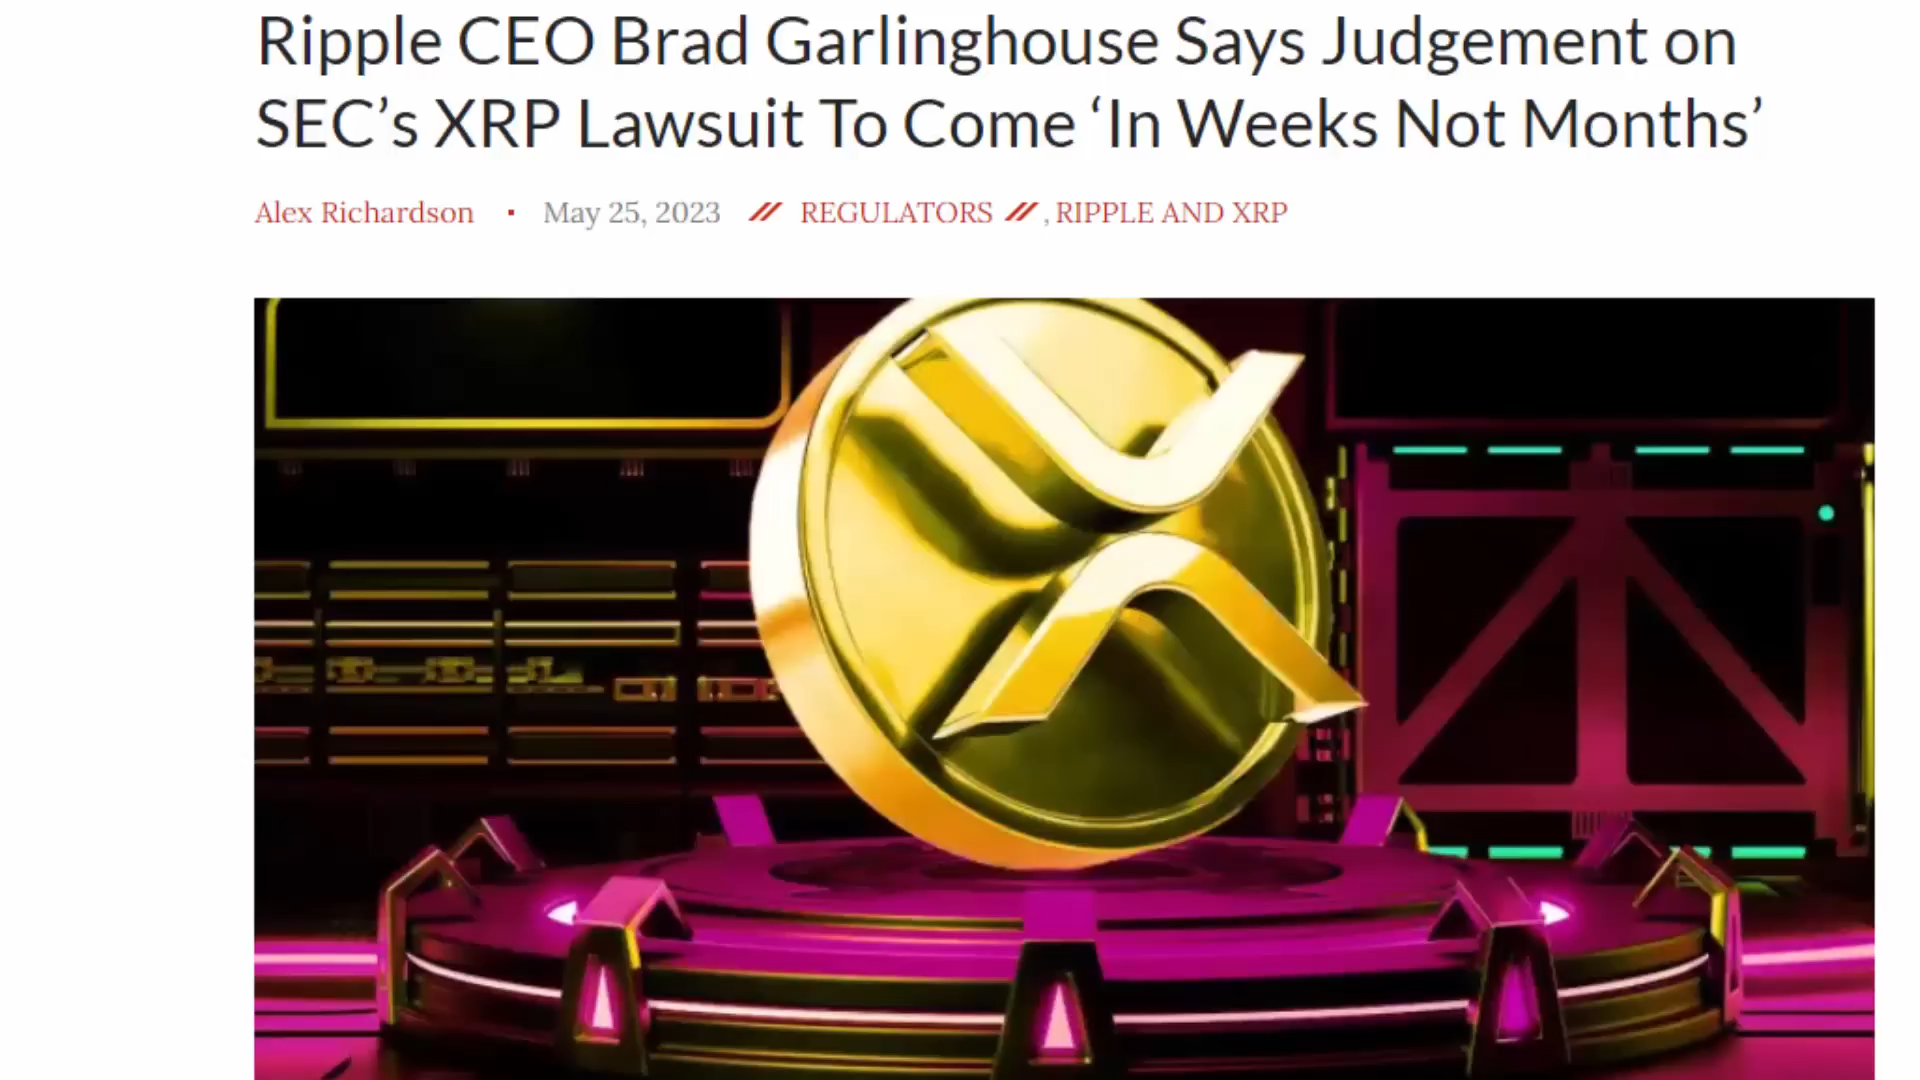 Ripple CEO Brad Garlinghouse Says Judgement on
SEC’s XRP Lawsuit To Come ‘In Weeks Not Months’
Alex Richardson ▪ May 25, 2023 // REGULATORS // , RIPPLE AND XRP